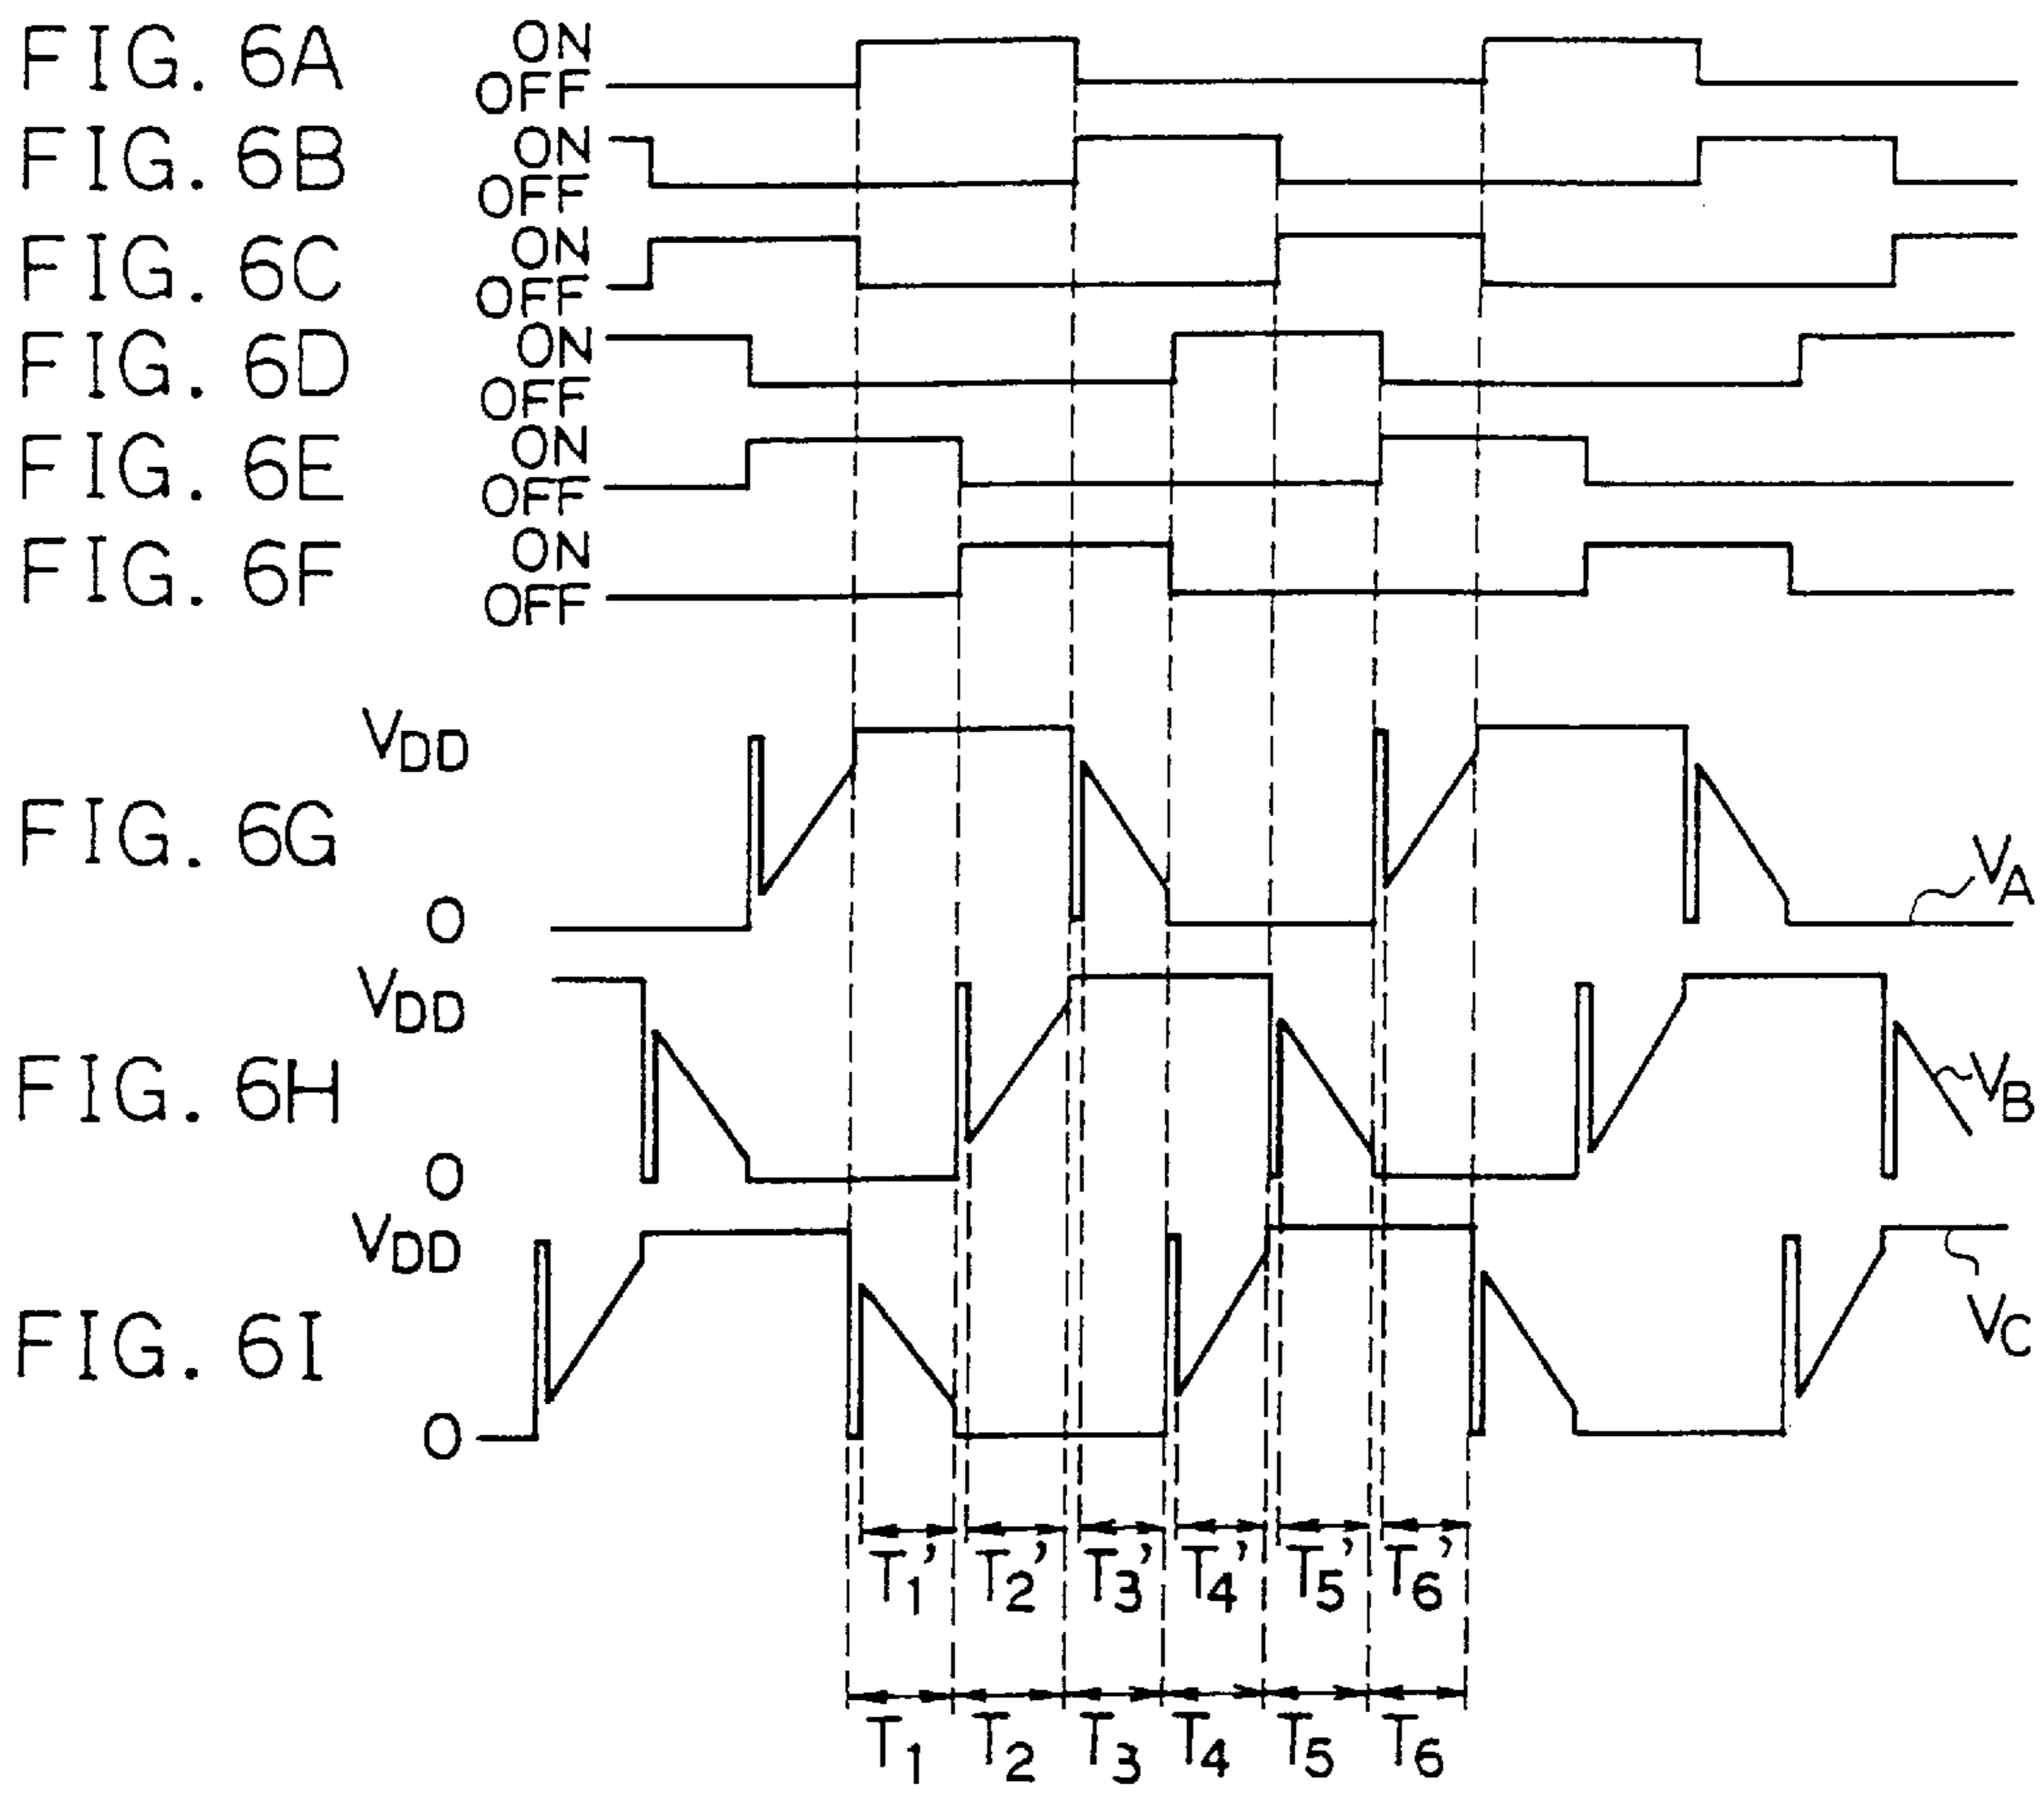 FIG. 6A ON
OFF
FIG. 6B ON
OFF
FIG. 6C ON
OFF
FIG. 6D ON
OFF
FIG. 6E ON
OFF
FIG. 6F ON
OFF
VDD
FIG. 6G
VA
0
VDD
FIG. 6H
VB
0
VDD
FIG. 6I
VC
0
T1' T2' T3' T4' T5' T6'
T1 T2 T3 T4 T5 T6